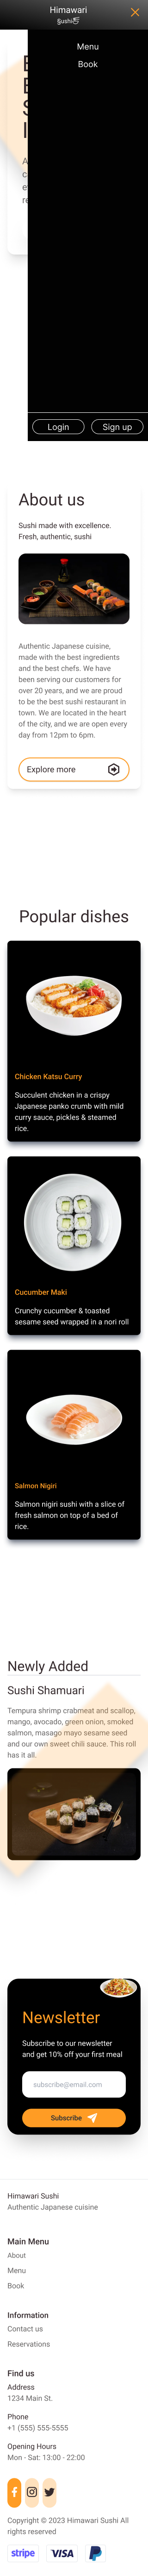 Himawari
Sushi
Menu
Book
Login
Sign up
About us
Sushi made with excellence.
Fresh, authentic, sushi
Authentic Japanese cuisine,
made with the best ingredients
and the best chefs. We have
been serving our customers for
over 20 years, and we are proud
to be the best sushi restaurant in
town. We are located in the heart
of the city, and we are open every
day from 12pm to 6pm.
Explore more
Popular dishes
Chicken Katsu Curry
Succulent chicken in a crispy
Japanese panko crumb with mild
curry sauce, pickles & steamed
rice.
Cucumber Maki
Crunchy cucumber & toasted
sesame seed wrapped in a nori roll
Salmon Nigiri
Salmon nigiri sushi with a slice of
fresh salmon on top of a bed of
rice.
Newly Added
Sushi Shamuari
Tempura shrimp crabmeat and scallop,
mango, avocado, green onion, smoked
salmon, masago mayo sesame seed
and our own sweet chili sauce. This roll
has it all.
Newsletter
Subscribe to our newsletter
and get 10% off your first meal
subscribe@email.com
Subscribe
Himawari Sushi
Authentic Japanese cuisine
Main Menu
About
Menu
Book
Information
Contact us
Reservations
Find us
Address
1234 Main St.
Phone
+1 (555) 555-5555
Opening Hours
Mon - Sat: 13:00 - 22:00
Copyright © 2023 Himawari Sushi All
rights reserved
stripe
VISA